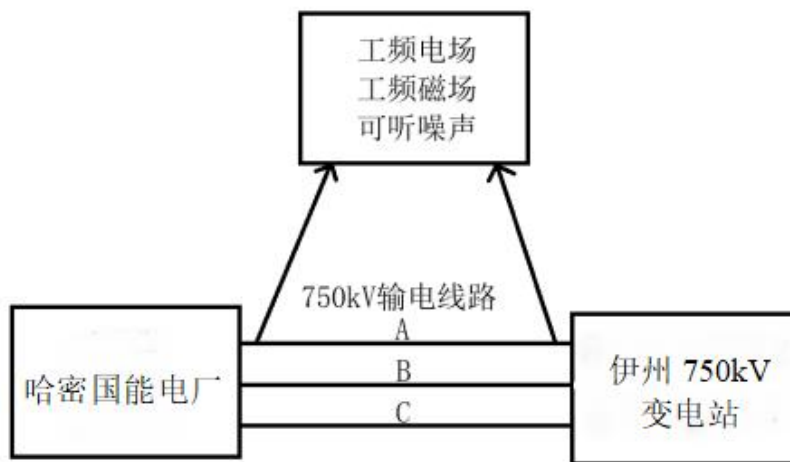 工频电场
工频磁场
可听噪声
750kV输电线路
A
B
C
哈密国能电厂
伊州 750kV
变电站